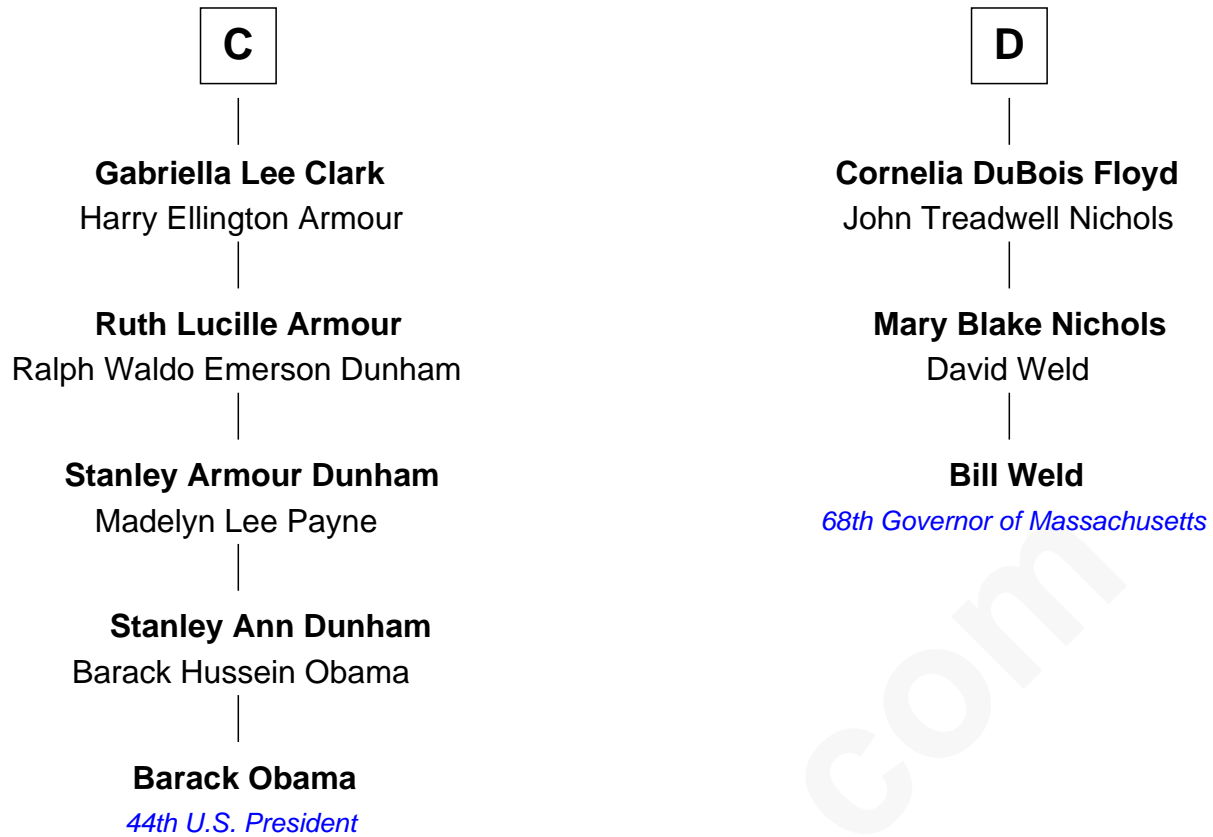 C
Gabriella Lee Clark
Harry Ellington Armour
Ruth Lucille Armour
Ralph Waldo Emerson Dunham
Stanley Armour Dunham
Madelyn Lee Payne
Stanley Ann Dunham
Barack Hussein Obama
Barack Obama
44th U.S. President
D
Cornelia DuBois Floyd
John Treadwell Nichols
Mary Blake Nichols
David Weld
Bill Weld
68th Governor of Massachusetts
com